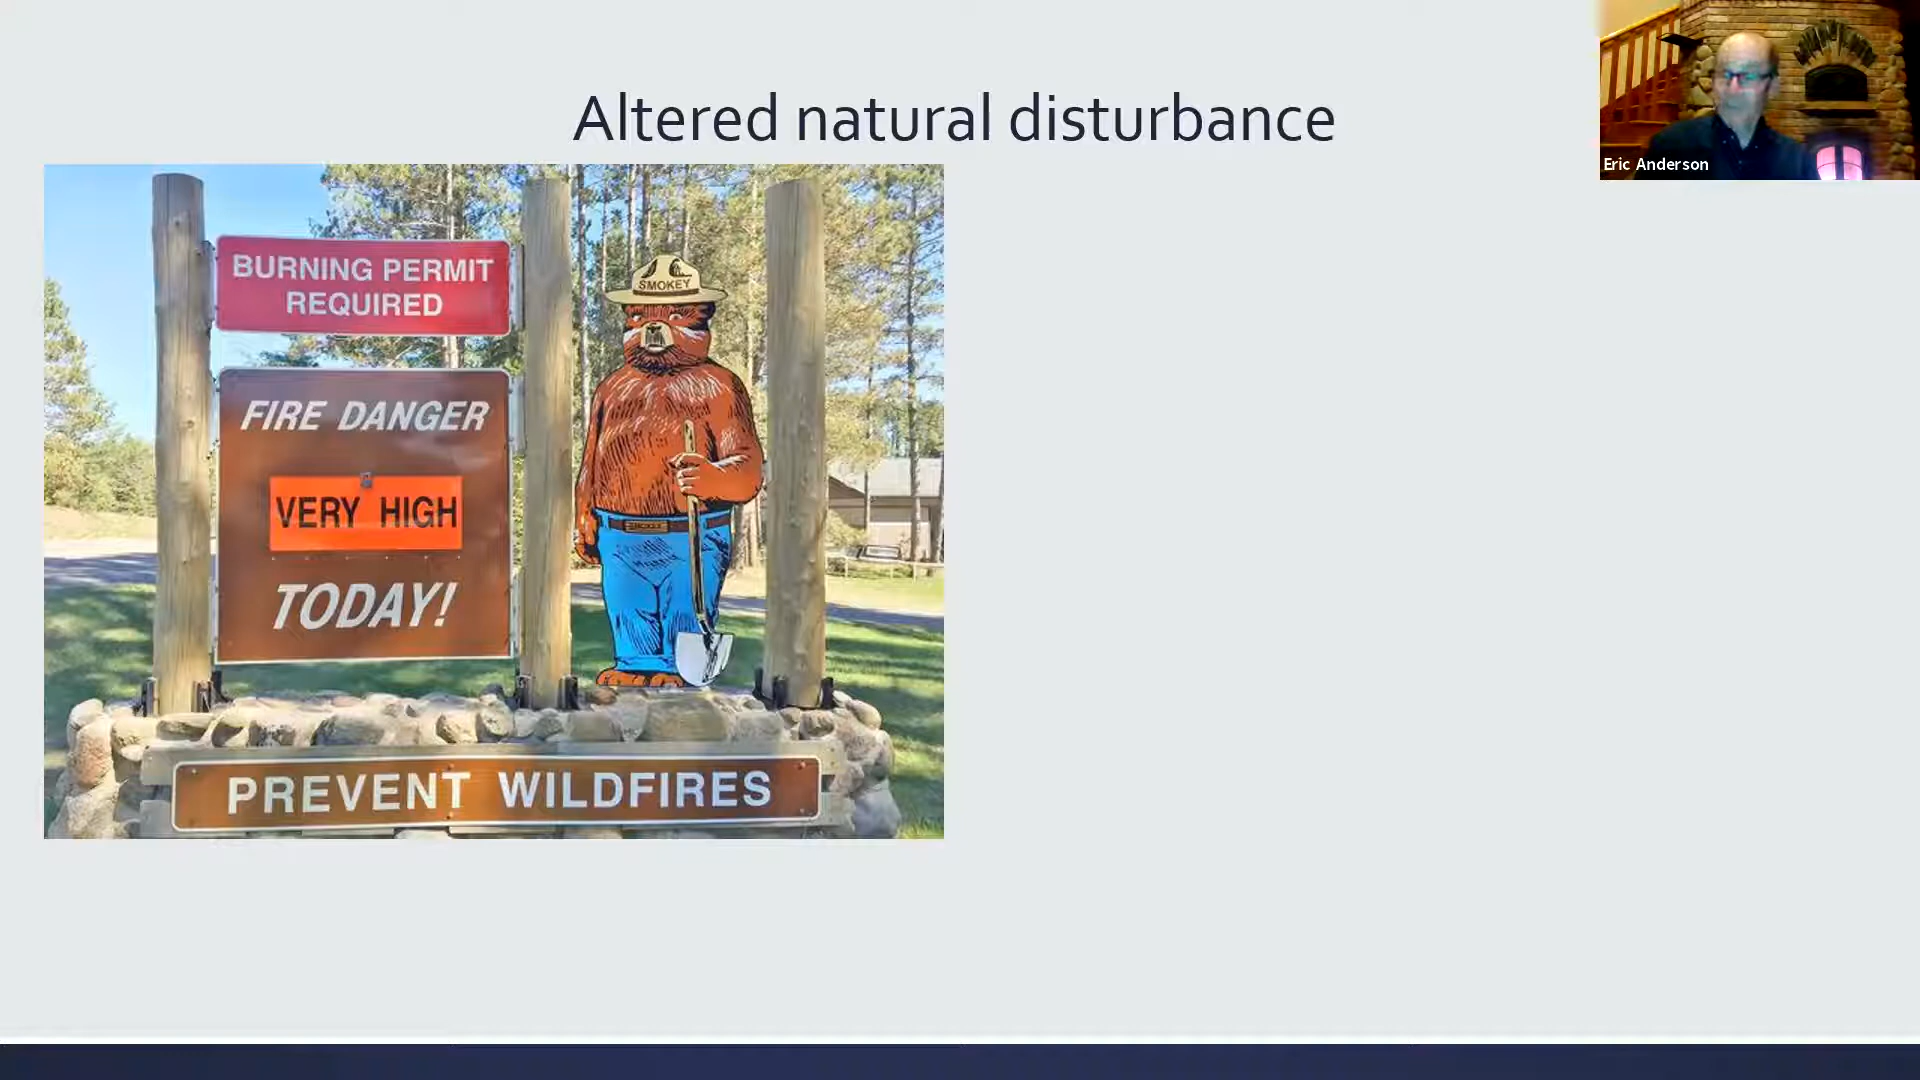 Altered natural disturbance
Eric Anderson
BURNING PERMIT
REQUIRED
SMOKEY
FIRE DANGER
VERY HIGH
TODAY!
PREVENT WILDFIRES